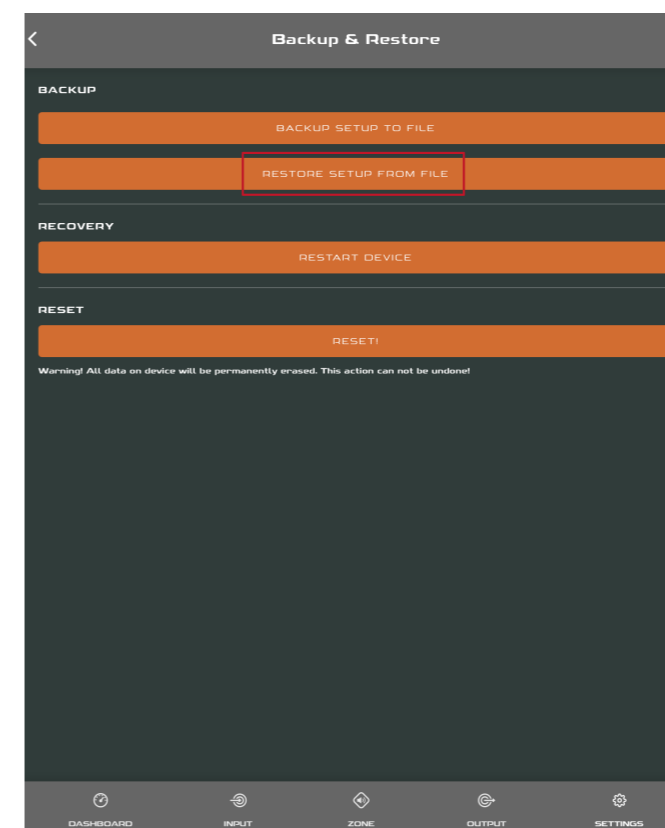 Backup & Restore
BACKUP
BACKUP SETUP TO FILE
RESTORE SETUP FROM FILE
RECOVERY
RESTART DEVICE
RESET
RESET!
Warning! All data on device will be permanently erased. This action can not be undone!
DASHBOARD INPUT ZONE OUTPUT SETTINGS